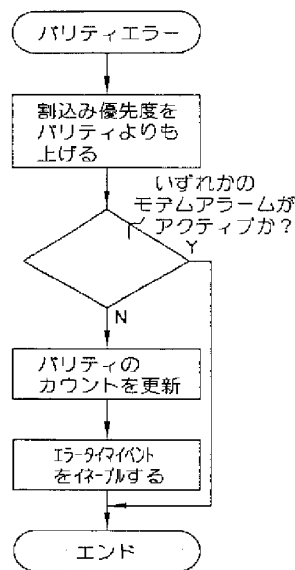 パリティエラー
割込み優先度を
パリティよりも
上げる
いずれかの
モデムアラームが
アクティブか?
Y
N
パリティの
カウントを更新
エラータイマイベント
をイネーブルする
エンド